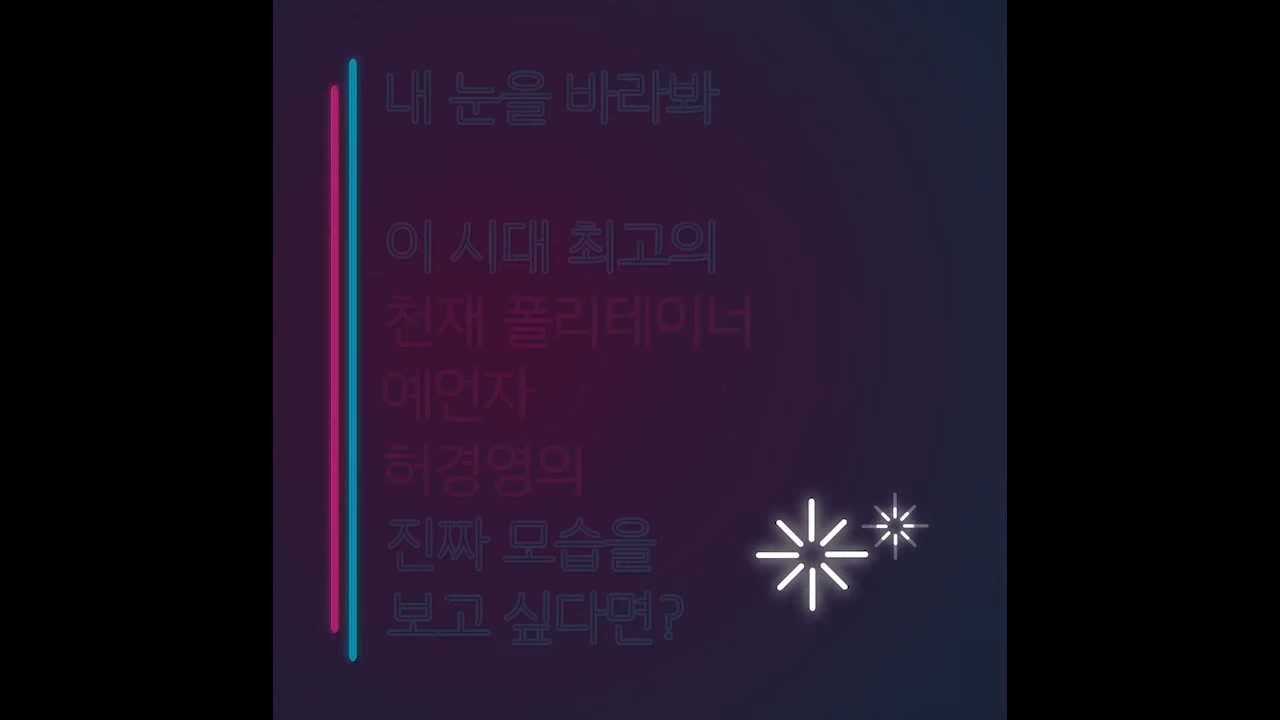 내 눈을 바라봐
이 시대 최고의
천재 폴리테이너
예언자
허경영의
진짜 모습을
보고 싶다면?